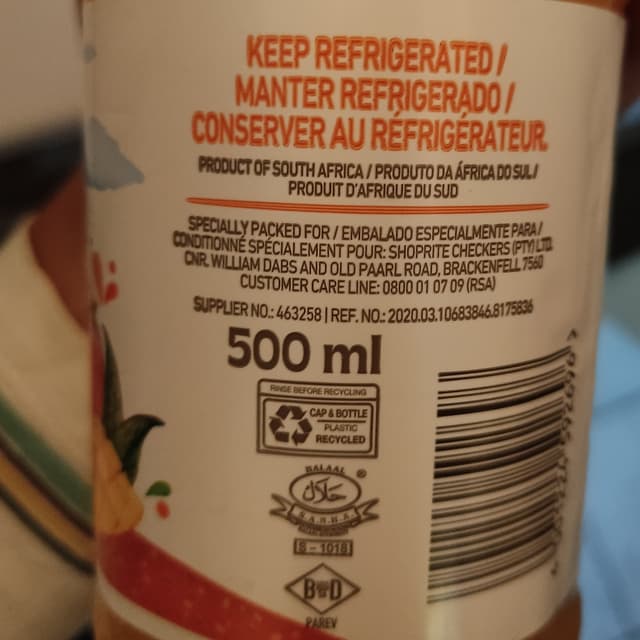 KEEP REFRIGERATED /
MANTER REFRIGERADO /
CONSERVER AU RÉFRIGÉRATEUR.
PRODUCT OF SOUTH AFRICA / PRODUTO DA ÁFRICA DO SUL /
PRODUIT D'AFRIQUE DU SUD
SPECIALLY PACKED FOR / EMBALADO ESPECIALMENTE PARA /
CONDITIONNÉ SPÉCIALEMENT POUR: SHOPRITE CHECKERS (PTY) LTD.
CNR. WILLIAM DABS AND OLD PAARL ROAD, BRACKENFELL 7560
CUSTOMER CARE LINE: 0800 01 07 09 (RSA)
SUPPLIER NO.: 463258 | REF. NO.: 2020.03.10683846.8175836
500 ml
RINSE BEFORE RECYCLING
CAP & BOTTLE
PLASTIC
RECYCLED
HALAAL ®
حلال
S.A.N.H.A
S - 1018
B D
PAREV